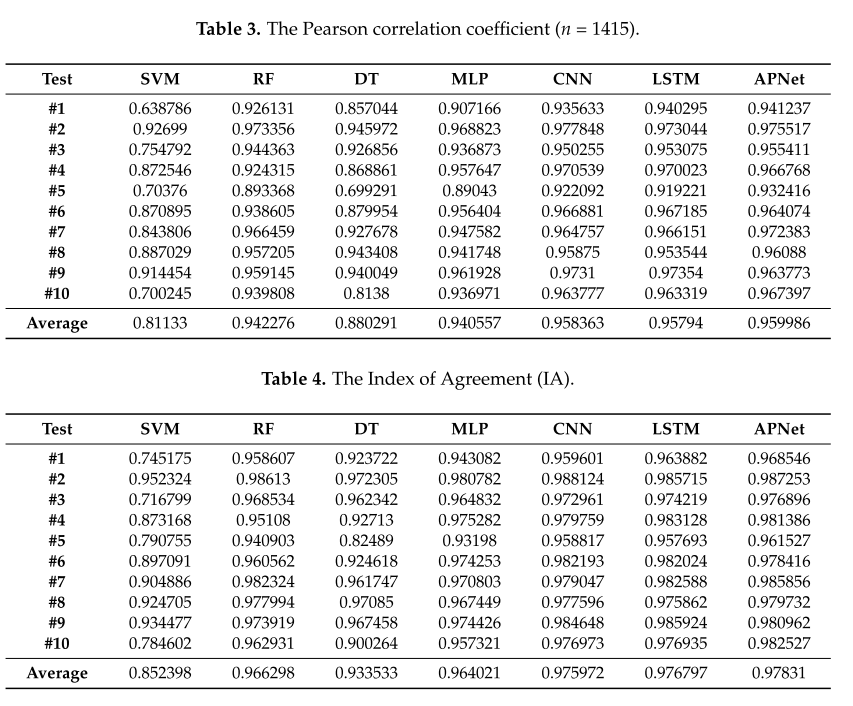 Table 3. The Pearson correlation coefficient (n = 1415).
Test SVM RF DT MLP CNN LSTM APNet
#1 0.638786 0.926131 0.857044 0.907166 0.935633 0.940295 0.941237
#2 0.92699 0.973356 0.945972 0.968823 0.977848 0.973044 0.975517
#3 0.754792 0.944363 0.926856 0.936873 0.950255 0.953075 0.955411
#4 0.872546 0.924315 0.868861 0.957647 0.970539 0.970023 0.966768
#5 0.70376 0.893368 0.699291 0.89043 0.922092 0.919221 0.932416
#6 0.870895 0.938605 0.879954 0.956404 0.966881 0.967185 0.964074
#7 0.843806 0.966459 0.927678 0.947582 0.964757 0.966151 0.972383
#8 0.887029 0.957205 0.943408 0.941748 0.95875 0.953544 0.96088
#9 0.914454 0.959145 0.940049 0.961928 0.9731 0.97354 0.963773
#10 0.700245 0.939808 0.8138 0.936971 0.963777 0.963319 0.967397
Average 0.81133 0.942276 0.880291 0.940557 0.958363 0.95794 0.959986
Table 4. The Index of Agreement (IA).
Test SVM RF DT MLP CNN LSTM APNet
#1 0.745175 0.958607 0.923722 0.943082 0.959601 0.963882 0.968546
#2 0.952324 0.98613 0.972305 0.980782 0.988124 0.985715 0.987253
#3 0.716799 0.968534 0.962342 0.964832 0.972961 0.974219 0.976896
#4 0.873168 0.95108 0.92713 0.975282 0.979759 0.983128 0.981386
#5 0.790755 0.940903 0.82489 0.93198 0.958817 0.957693 0.961527
#6 0.897091 0.960562 0.924618 0.974253 0.982193 0.982024 0.978416
#7 0.904886 0.982324 0.961747 0.970803 0.979047 0.982588 0.985856
#8 0.924705 0.977994 0.97085 0.967449 0.977596 0.975862 0.979732
#9 0.934477 0.973919 0.967458 0.974426 0.984648 0.985924 0.980962
#10 0.784602 0.962931 0.900264 0.957321 0.976973 0.976935 0.982527
Average 0.852398 0.966298 0.933533 0.964021 0.975972 0.976797 0.97831